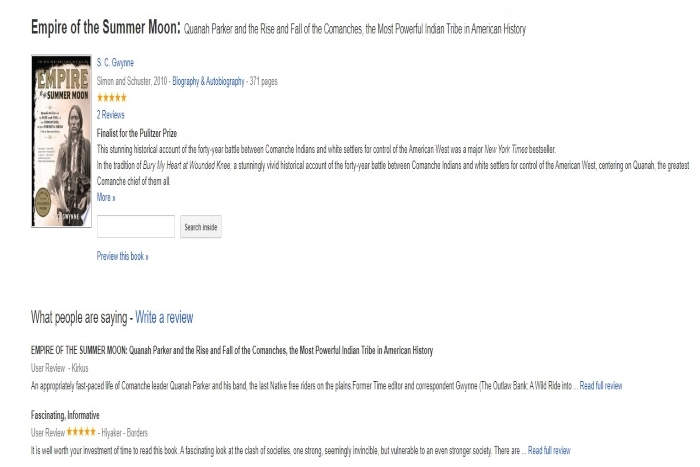 Empire of the Summer Moon: Quanah Parker and the Rise and Fall of the Comanches, the Most Powerful Indian Tribe in American History
EMPIRE
of the
SUMMER MOON
GWYNNE
S. C. Gwynne
Simon and Schuster, 2010 - Biography & Autobiography - 371 pages
2 Reviews
Finalist for the Pulitzer Prize
This stunning historical account of the forty-year battle between Comanche Indians and white settlers for control of the American West was a major New York Times bestseller.
In the tradition of Bury My Heart at Wounded Knee, a stunningly vivid historical account of the forty-year battle between Comanche Indians and white settlers for control of the American West, centering on Quanah, the greatest
Comanche chief of them all.
More »
Search inside
Preview this book »
What people are saying - Write a review
EMPIRE OF THE SUMMER MOON: Quanah Parker and the Rise and Fall of the Comanches, the Most Powerful Indian Tribe in American History
User Review - Kirkus
An appropriately fast-paced life of Comanche leader Quanah Parker and his band, the last Native free riders on the plains.Former Time editor and correspondent Gwynne (The Outlaw Bank: A Wild Ride into ... Read full review
Fascinating, Informative
User Review - Hiyaker - Borders
It is well worth your investment of time to read this book. A fascinating look at the clash of societies, one strong, seemingly invincible, but vulnerable to an even stronger society. There are ... Read full review